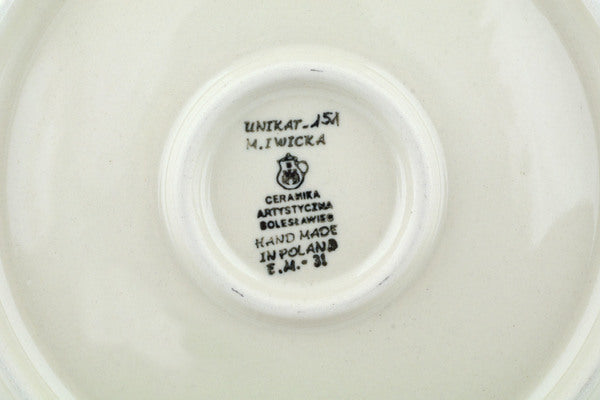 UNIKAT-151
M.IWICKA
CERAMIKA
ARTYSTYCZNA
BOLESŁAWIEC
HAND MADE
IN POLAND
E.M.-31